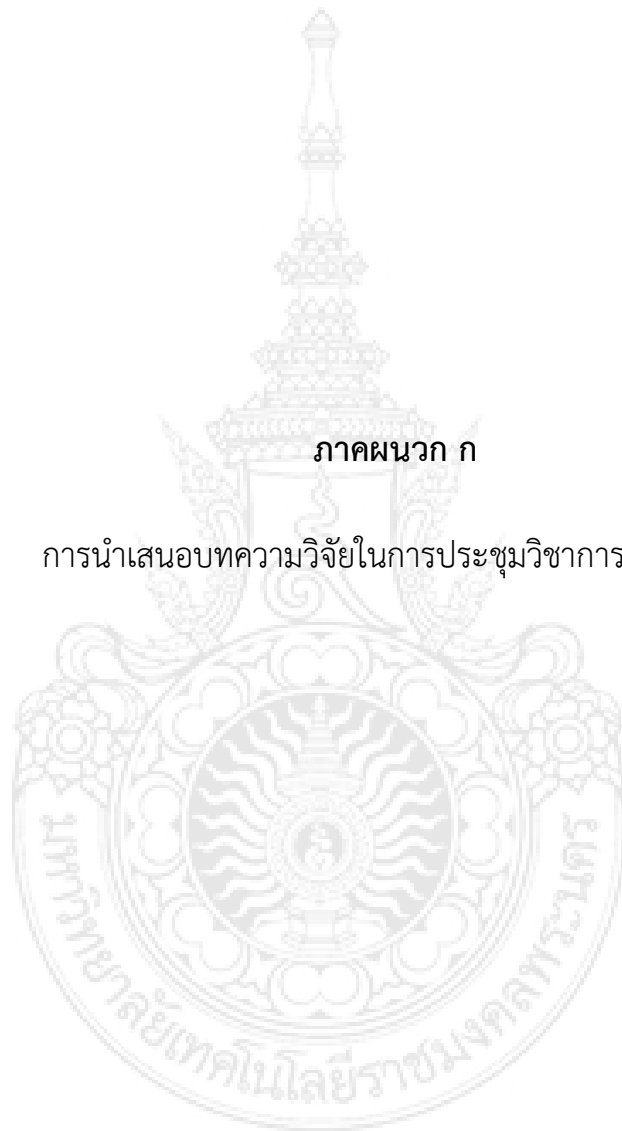 ภาคผนวก ก
การนำเสนอบทความวิจัยในการประชุมวิชาการ
มหาวิทยาลัยเทคโนโลยีราชมงคลพระนคร